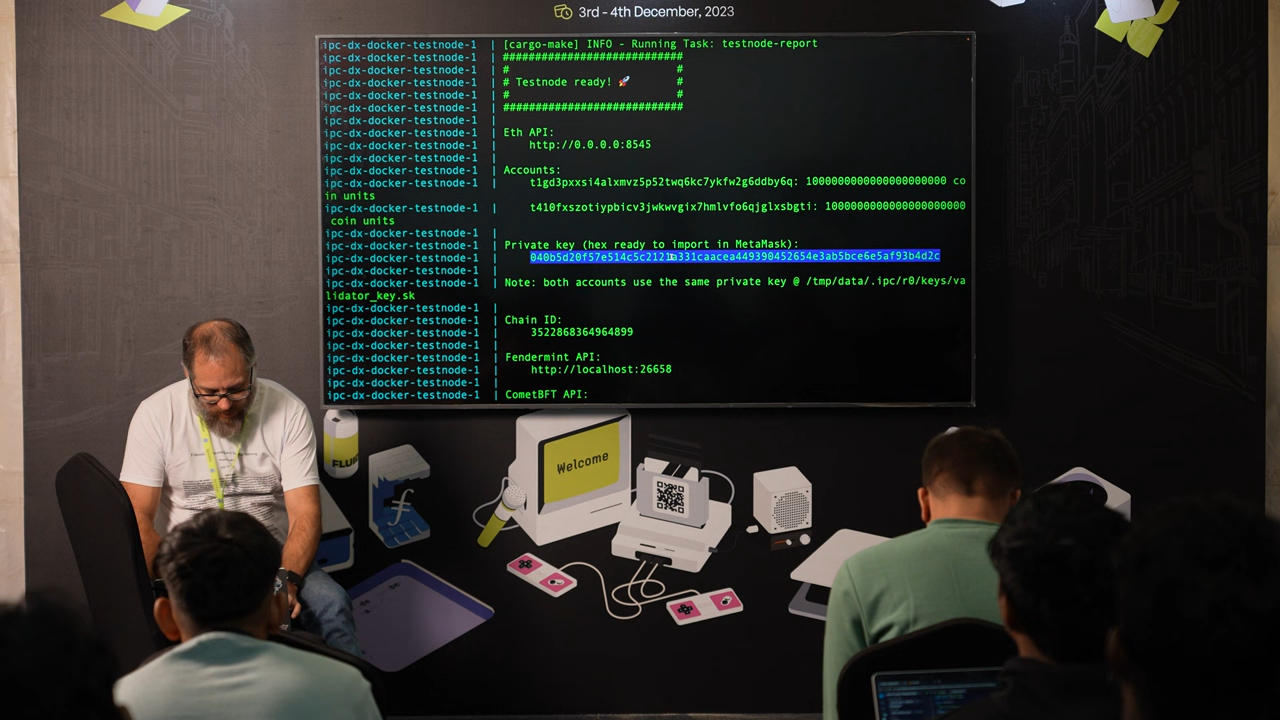 3rd - 4th December, 2023
ipc-dx-docker-testnode-1 | [cargo-make] INFO - Running Task: testnode-report
ipc-dx-docker-testnode-1 | ############################
ipc-dx-docker-testnode-1 | # #
ipc-dx-docker-testnode-1 | # Testnode ready! 🚀 #
ipc-dx-docker-testnode-1 | # #
ipc-dx-docker-testnode-1 | ############################
ipc-dx-docker-testnode-1 |
ipc-dx-docker-testnode-1 | Eth API:
ipc-dx-docker-testnode-1 | http://0.0.0.0:8545
ipc-dx-docker-testnode-1 |
ipc-dx-docker-testnode-1 | Accounts:
ipc-dx-docker-testnode-1 | t1gd3pxxsi4alxmvz5p52twq6kc7ykfw2g6ddby6q: 1000000000000000000000 co
in units
ipc-dx-docker-testnode-1 | t410fxszotiypbicv3jwkwvgix7hmlvfo6qjglxsbgti: 1000000000000000000000
coin units
ipc-dx-docker-testnode-1 |
ipc-dx-docker-testnode-1 | Private key (hex ready to import in MetaMask):
ipc-dx-docker-testnode-1 | 040b5d20f57e514c5c2121a331caacea449390452654e3ab5bce6e5af93b4d2c
ipc-dx-docker-testnode-1 |
ipc-dx-docker-testnode-1 | Note: both accounts use the same private key @ /tmp/data/.ipc/r0/keys/va
lidator_key.sk
ipc-dx-docker-testnode-1 |
ipc-dx-docker-testnode-1 | Chain ID:
ipc-dx-docker-testnode-1 | 3522868364964899
ipc-dx-docker-testnode-1 |
ipc-dx-docker-testnode-1 | Fendermint API:
ipc-dx-docker-testnode-1 | http://localhost:26658
ipc-dx-docker-testnode-1 |
ipc-dx-docker-testnode-1 | CometBFT API:
Welcome